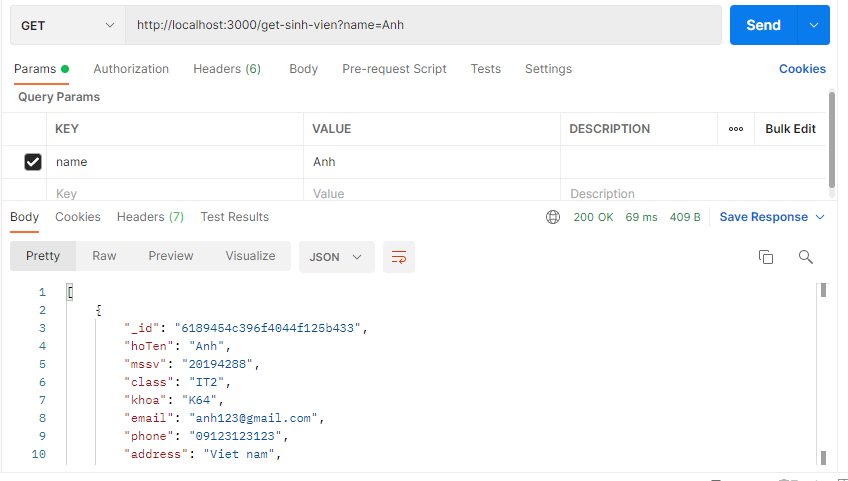 GET http://localhost:3000/get-sinh-vien?name=Anh Send
Params Authorization Headers (6) Body Pre-request Script Tests Settings Cookies
Query Params
KEY VALUE DESCRIPTION ooo Bulk Edit
name Anh
Key Value Description
Body Cookies Headers (7) Test Results 200 OK 69 ms 409 B Save Response
Pretty Raw Preview Visualize JSON
1 [
2 {
3 "_id": "6189454c396f4044f125b433",
4 "hoTen": "Anh",
5 "mssv": "20194288",
6 "class": "IT2",
7 "khoa": "K64",
8 "email": "anh123@gmail.com",
9 "phone": "09123123123",
10 "address": "Viet nam",